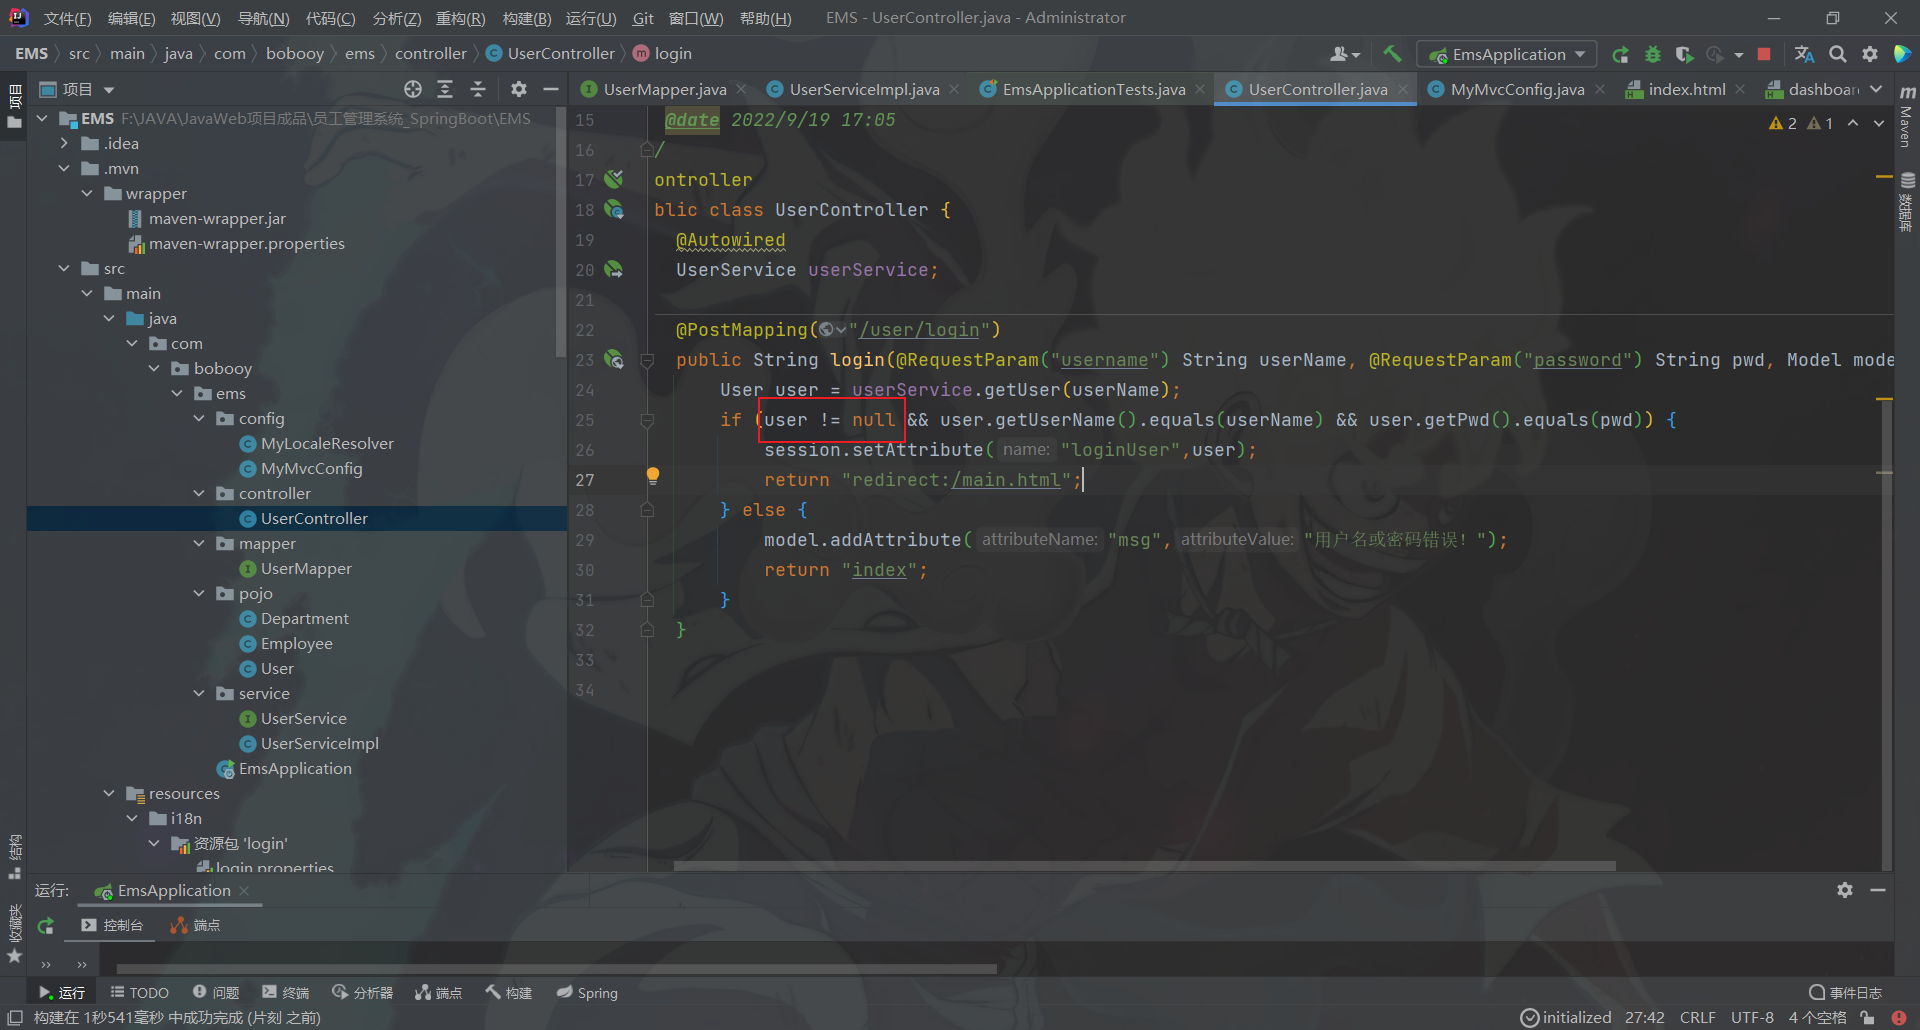 文件(F) 编辑(E) 视图(V) 导航(N) 代码(C) 分析(Z) 重构(R) 构建(B) 运行(U) Git 窗口(W) 帮助(H) EMS - UserController.java - Administrator
EMS src main java com bobooy ems controller UserController login EmsApplication
项目 UserMapper.java UserServiceImpl.java EmsApplicationTests.java UserController.java MyMvcConfig.java index.html dashboar
项目
EMS F:\JAVA\JavaWeb项目成品\员工管理系统_SpringBoot\EMS
.idea
.mvn
wrapper
maven-wrapper.jar
maven-wrapper.properties
src
main
java
com
bobooy
ems
config
MyLocaleResolver
MyMvcConfig
controller
UserController
mapper
UserMapper
pojo
Department
Employee
User
service
UserService
UserServiceImpl
EmsApplication
resources
i18n
资源包 'login'
login.properties
结构
收藏夹
2 1
Maven
数据库
15 @date 2022/9/19 17:05
16 /
17 ontroller
18 blic class UserController {
19 @Autowired
20 UserService userService;
21
22 @PostMapping("/user/login")
23 public String login(@RequestParam("username") String userName, @RequestParam("password") String pwd, Model mode
24 User user = userService.getUser(userName);
25 if (user != null && user.getUserName().equals(userName) && user.getPwd().equals(pwd)) {
26 session.setAttribute( name: "loginUser",user);
27 return "redirect:/main.html";
28 } else {
29 model.addAttribute( attributeName: "msg", attributeValue: "用户名或密码错误！");
30 return "index";
31 }
32 }
33
34
运行: EmsApplication
控制台 端点
运行 TODO 问题 终端 分析器 端点 构建 Spring 事件日志
构建在 1秒541毫秒 中成功完成 (片刻 之前) initialized 27:42 CRLF UTF-8 4 个空格